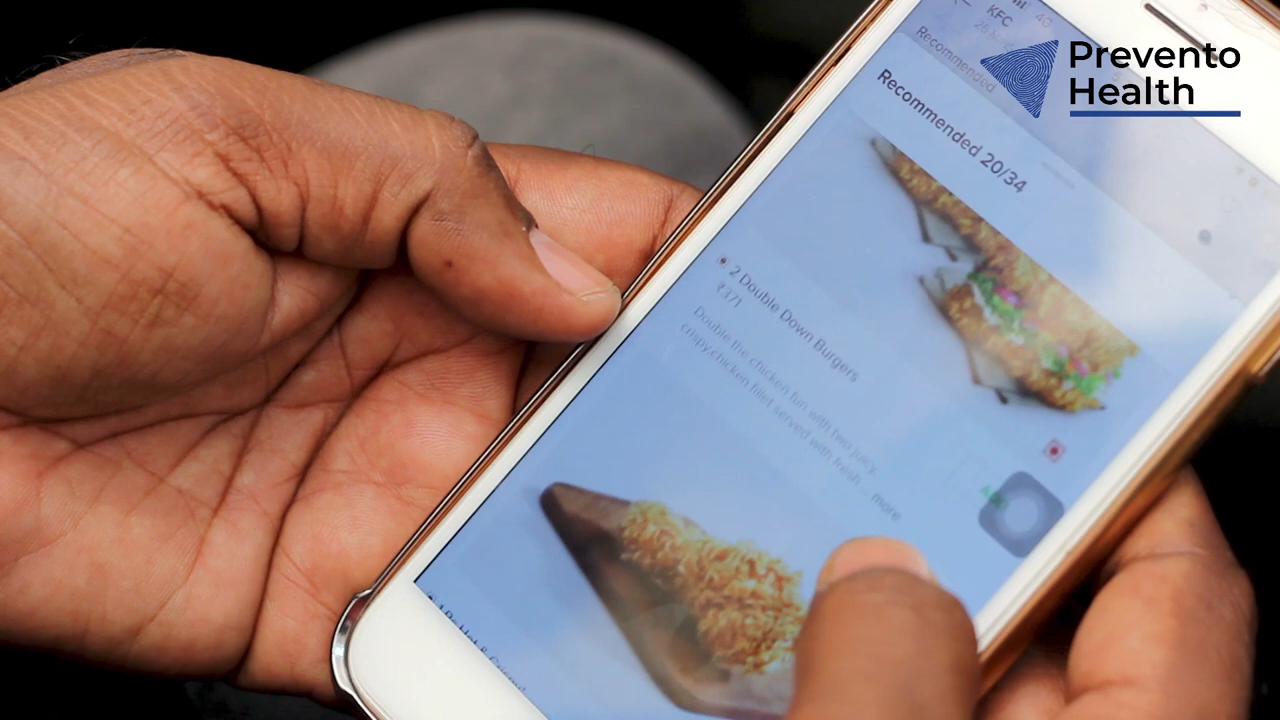 Prevento
Health
4G
KFC
Recommended
Recommended 20/34
2 Double Down Burgers
₹371
Double the chicken fun with two juicy,
crispy,chicken fillet served with fresh ...more